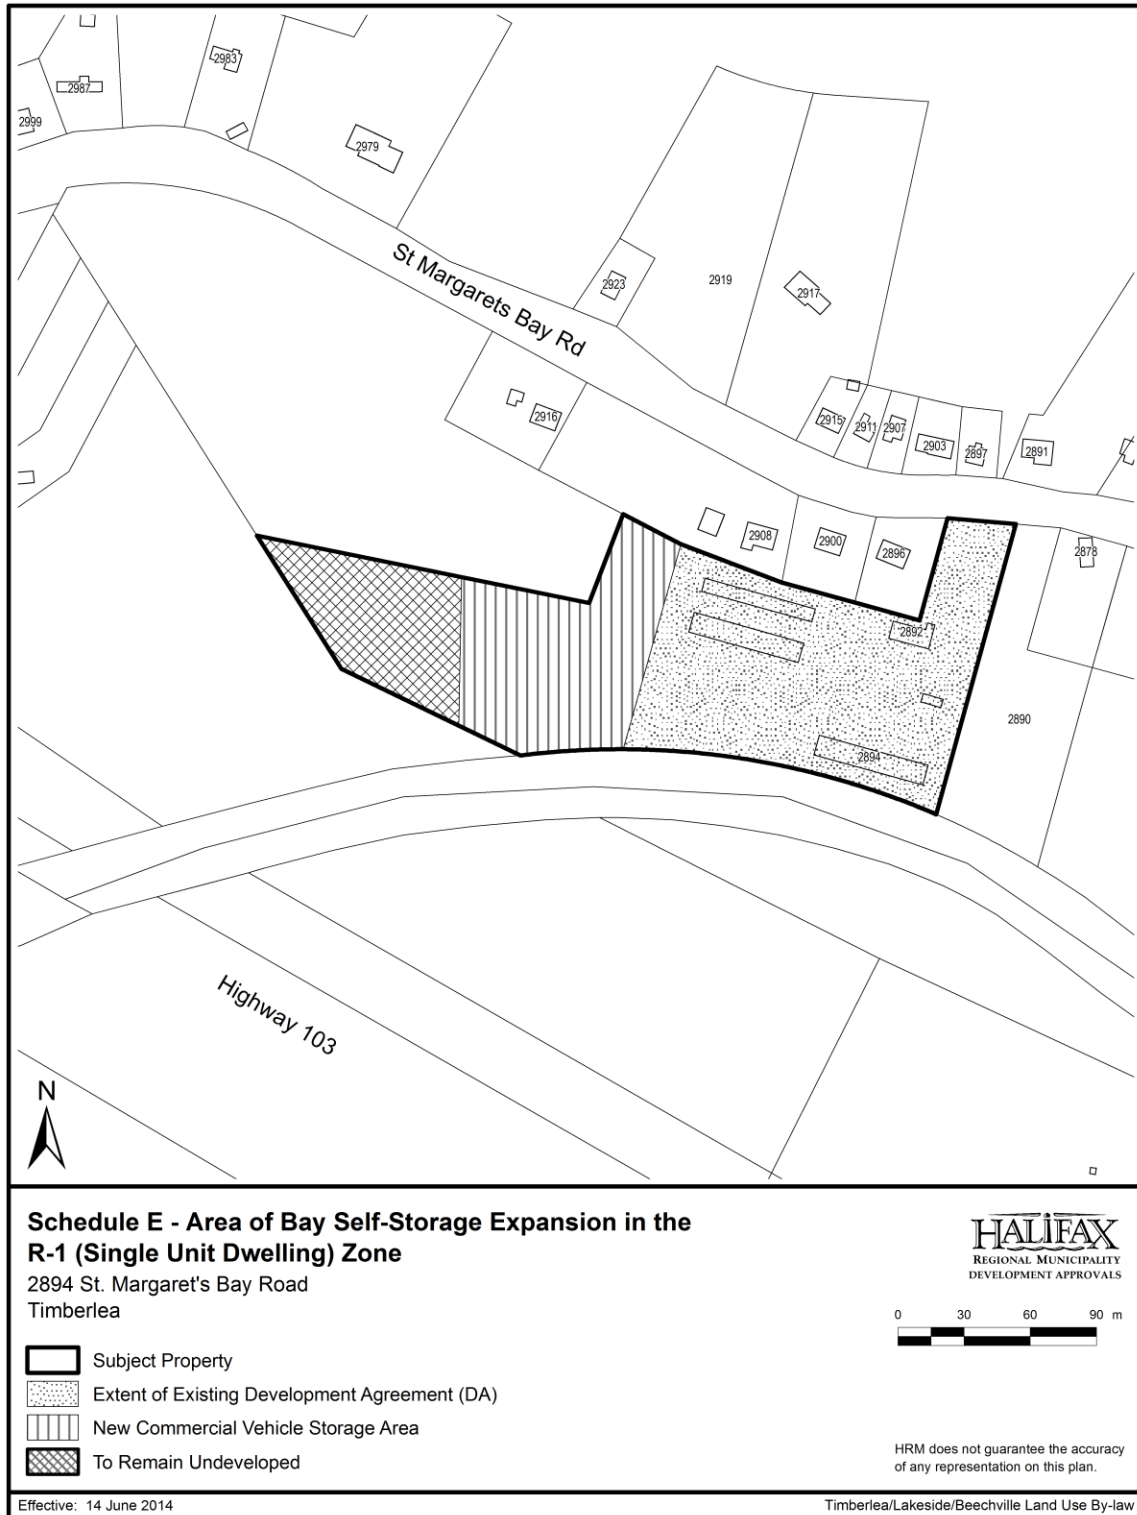 2983
2987
2999
2979
St Margarets Bay Rd
2923
2919
2917
2916
2915
2911
2907
2903
2897
2891
2908
2900
2896
2878
2892
2890
2894
Highway 103
N
Schedule E - Area of Bay Self-Storage Expansion in the
R-1 (Single Unit Dwelling) Zone
2894 St. Margaret's Bay Road
Timberlea
HALIFAX
REGIONAL MUNICIPALITY
DEVELOPMENT APPROVALS
0 30 60 90 m
Subject Property
Extent of Existing Development Agreement (DA)
New Commercial Vehicle Storage Area
To Remain Undeveloped
HRM does not guarantee the accuracy
of any representation on this plan.
Effective: 14 June 2014
Timberlea/Lakeside/Beechville Land Use By-law